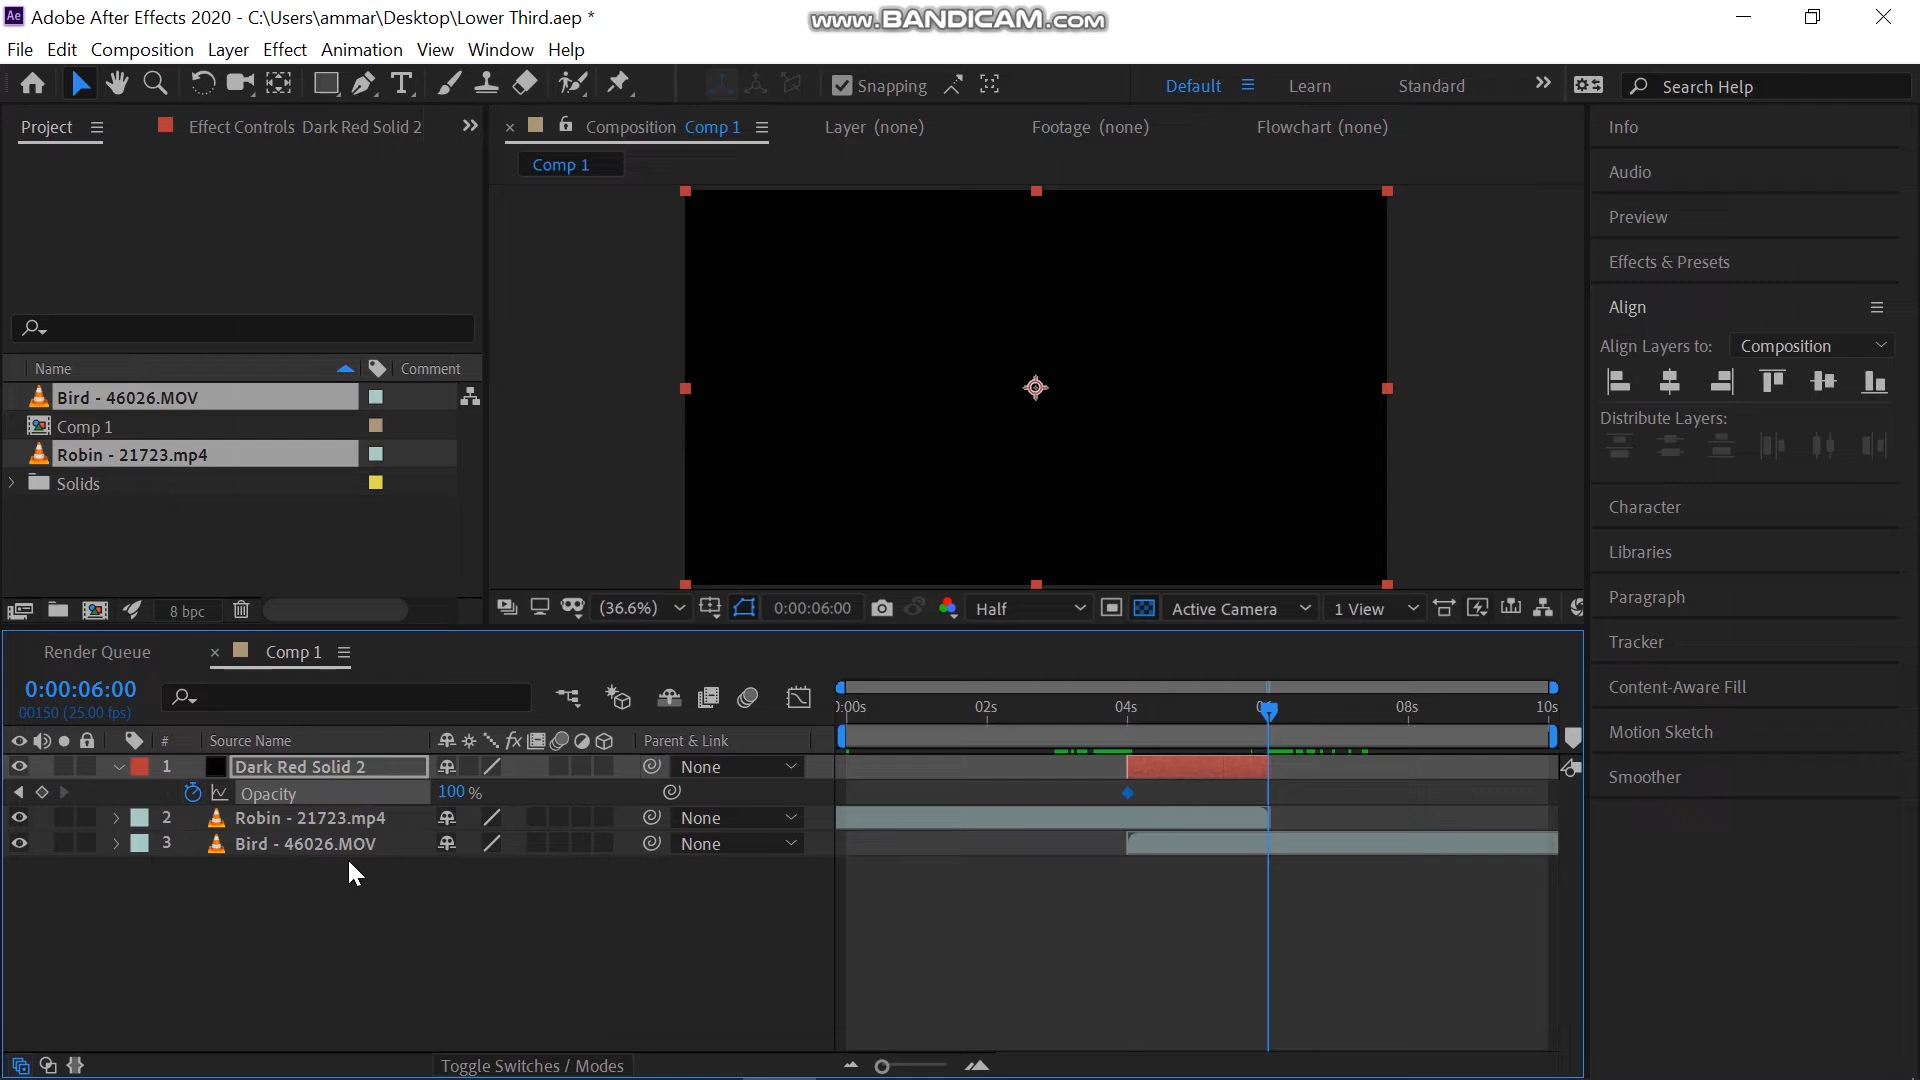 Adobe After Effects 2020 - C:\Users\ammar\Desktop\Lower Third.aep *
www.BANDICAM.com
File Edit Composition Layer Effect Animation View Window Help
Snapping
Default
Learn
Standard
Search Help
Project
Effect Controls Dark Red Solid 2
Composition Comp 1
Layer (none)
Footage (none)
Flowchart (none)
Info
Comp 1
Audio
Preview
Effects & Presets
Align
Align Layers to: Composition
Name
Comment
Bird - 46026.MOV
Comp 1
Robin - 21723.mp4
Solids
Distribute Layers:
Character
Libraries
Paragraph
Tracker
Content-Aware Fill
Motion Sketch
Smoother
8 bpc
(36.6%)
0:00:06:00
Half
Active Camera
1 View
Render Queue
Comp 1
0:00:06:00
00150 (25.00 fps)
02s
04s
08s
10s
# Source Name
fx
Parent & Link
1 Dark Red Solid 2 None
Opacity 100 %
2 Robin - 21723.mp4 None
3 Bird - 46026.MOV None
Toggle Switches / Modes